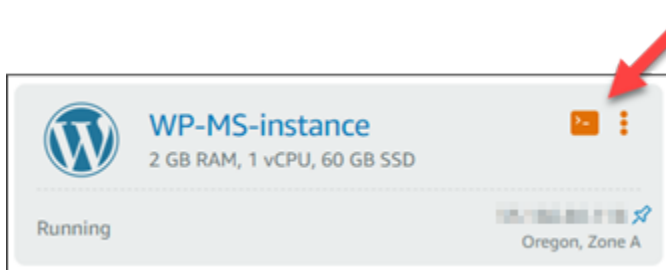 WP-MS-instance
2 GB RAM, 1 vCPU, 60 GB SSD
Running
Oregon, Zone A